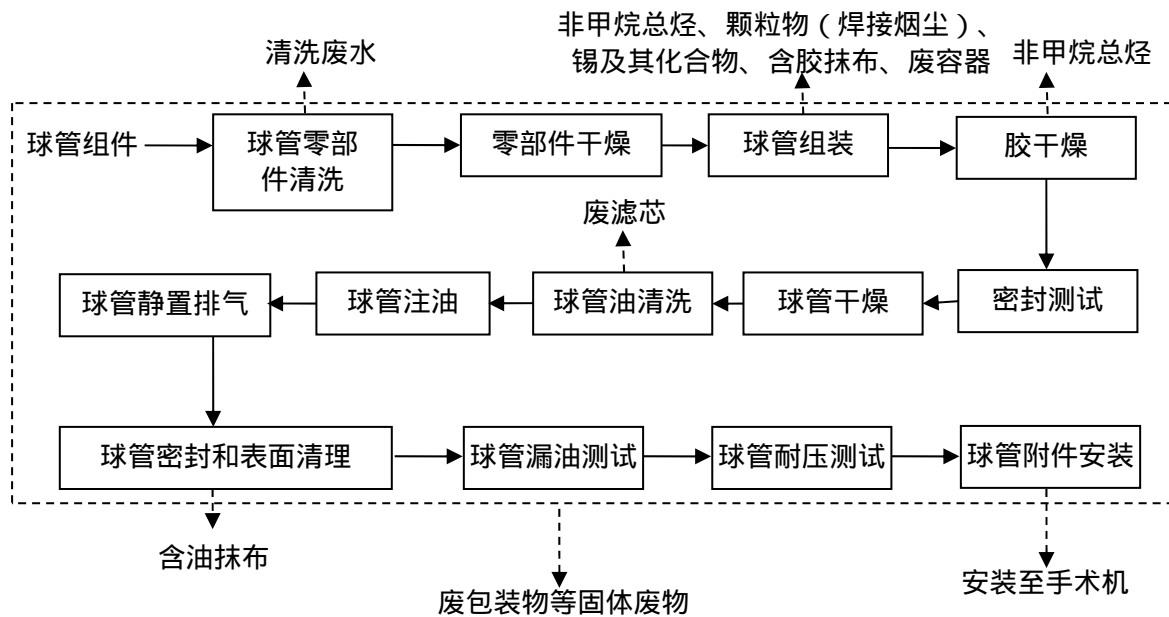 非甲烷总烃、颗粒物（焊接烟尘）、
清洗废水
锡及其化合物、含胶抹布、废容器
非甲烷总烃
球管组件
球管零部
件清洗
零部件干燥
球管组装
胶干燥
废滤芯
球管静置排气
球管注油
球管油清洗
球管干燥
密封测试
球管密封和表面清理
球管漏油测试
球管耐压测试
球管附件安装
含油抹布
废包装物等固体废物
安装至手术机